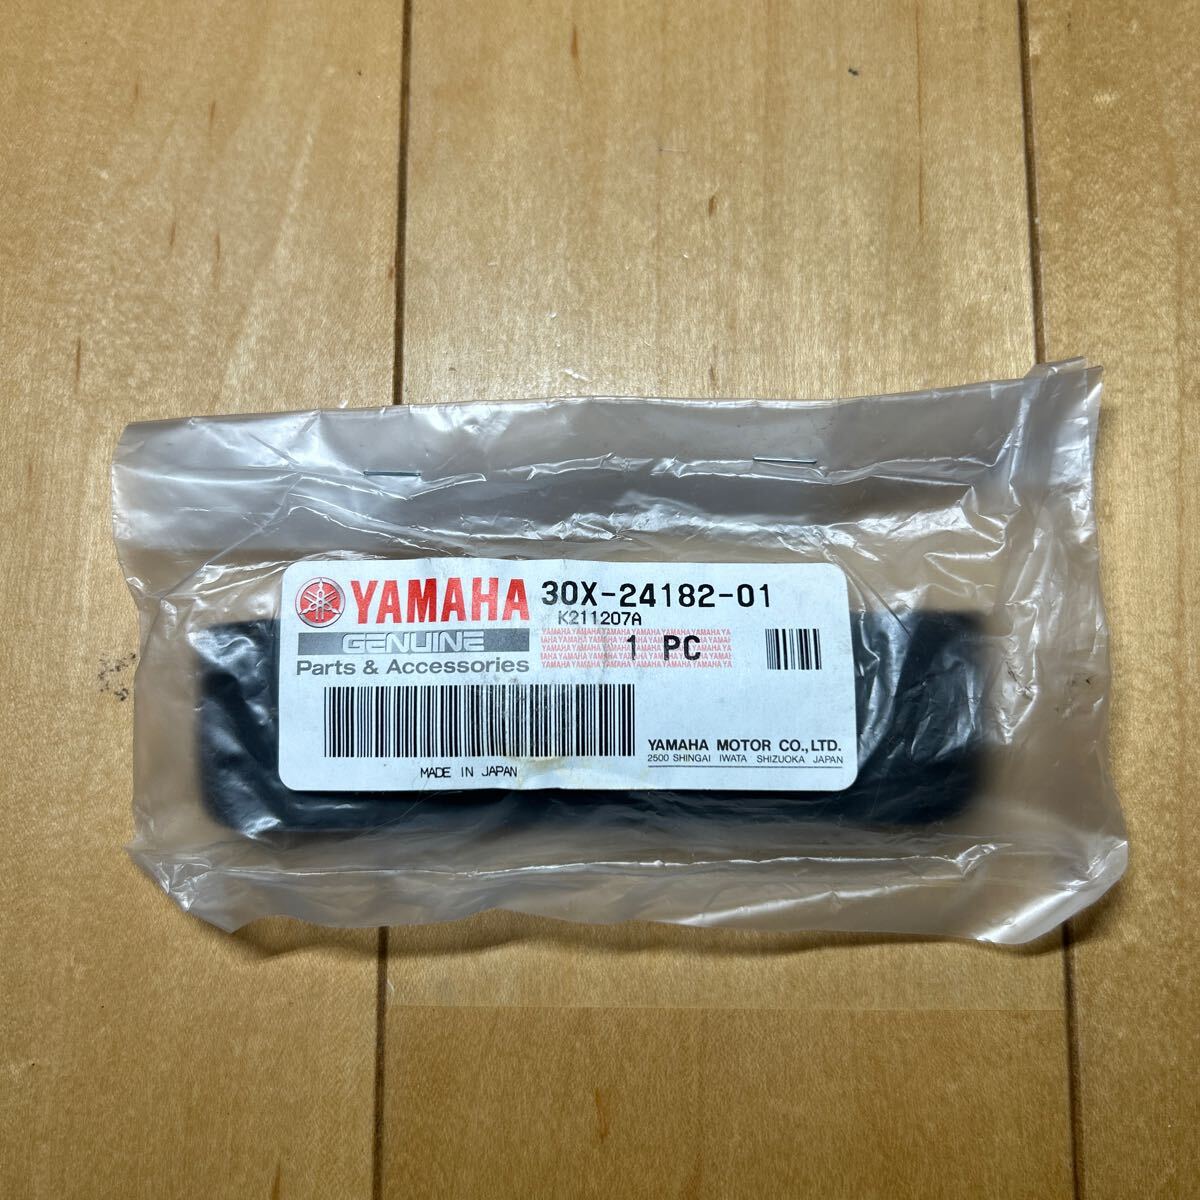 YAMAHA 30X-24182-01
K211207A
GENUINE
1 PC
Parts & Accessories
YAMAHA MOTOR CO.,LTD.
2500 SHINGAI IWATA SHIZUOKA JAPAN
MADE IN JAPAN